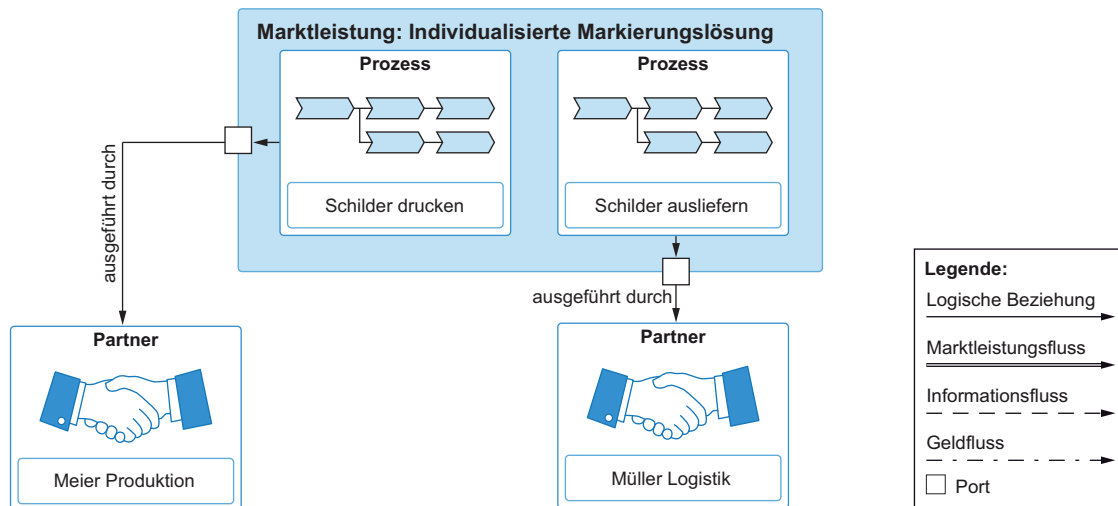 Marktleistung: Individualisierte Markierungslösung
Prozess
Schilder drucken
Prozess
Schilder ausliefern
ausgeführt durch
ausgeführt durch
Partner
Meier Produktion
Partner
Müller Logistik
Legende:
Logische Beziehung
Marktleistungsfluss
Informationsfluss
Geldfluss
Port